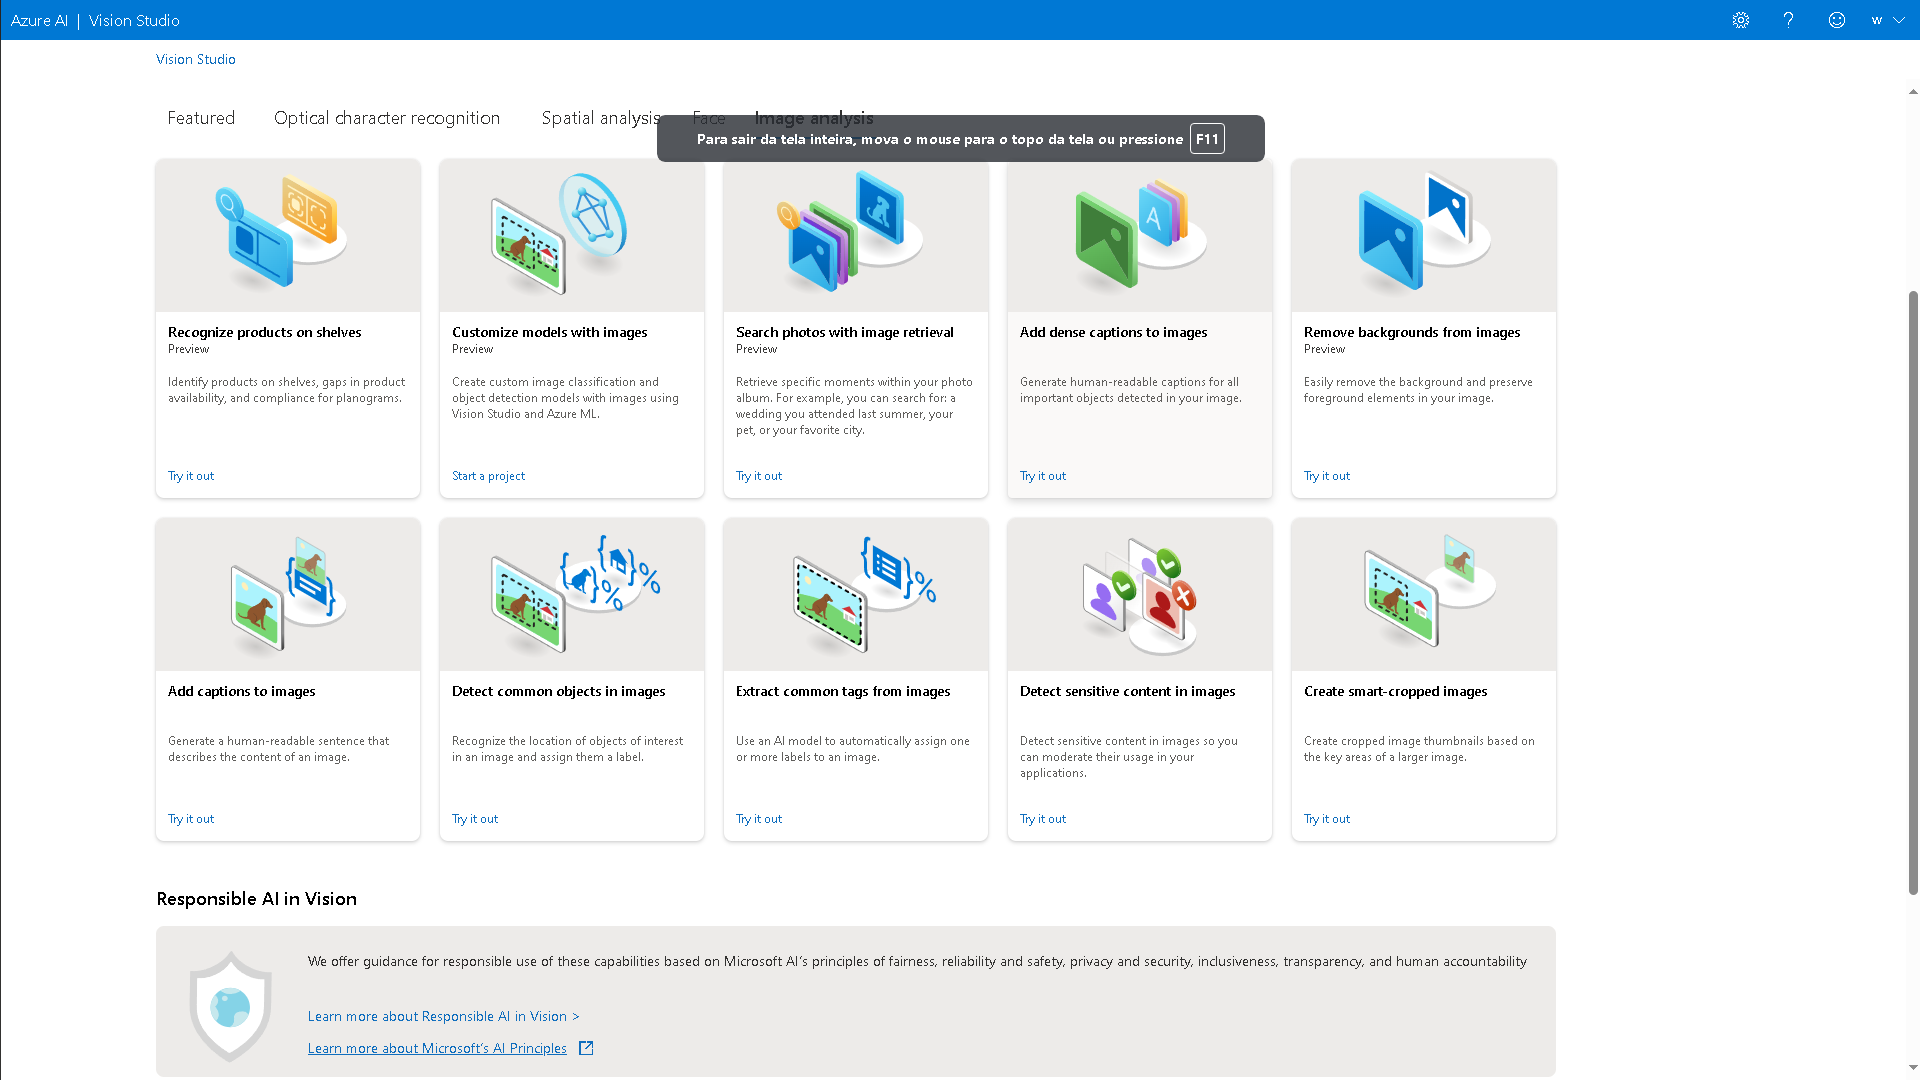 Azure AI | Vision Studio
w
Vision Studio
Featured
Optical character recognition
Spatial analysis
Face
Image analysis
Para sair da tela inteira, mova o mouse para o topo da tela ou pressione F11
A
Recognize products on shelves
Preview
Identify products on shelves, gaps in product
availability, and compliance for planograms.
Try it out
Customize models with images
Preview
Create custom image classification and
object detection models with images using
Vision Studio and Azure ML.
Start a project
Search photos with image retrieval
Preview
Retrieve specific moments within your photo
album. For example, you can search for: a
wedding you attended last summer, your
pet, or your favorite city.
Try it out
Add dense captions to images
Generate human-readable captions for all
important objects detected in your image.
Try it out
Remove backgrounds from images
Preview
Easily remove the background and preserve
foreground elements in your image.
Try it out
Add captions to images
Generate a human-readable sentence that
describes the content of an image.
Try it out
Detect common objects in images
Recognize the location of objects of interest
in an image and assign them a label.
Try it out
Extract common tags from images
Use an AI model to automatically assign one
or more labels to an image.
Try it out
Detect sensitive content in images
Detect sensitive content in images so you
can moderate their usage in your
applications.
Try it out
Create smart-cropped images
Create cropped image thumbnails based on
the key areas of a larger image.
Try it out
Responsible AI in Vision
We offer guidance for responsible use of these capabilities based on Microsoft AI's principles of fairness, reliability and safety, privacy and security, inclusiveness, transparency, and human accountability
Learn more about Responsible AI in Vision >
Learn more about Microsoft's AI Principles